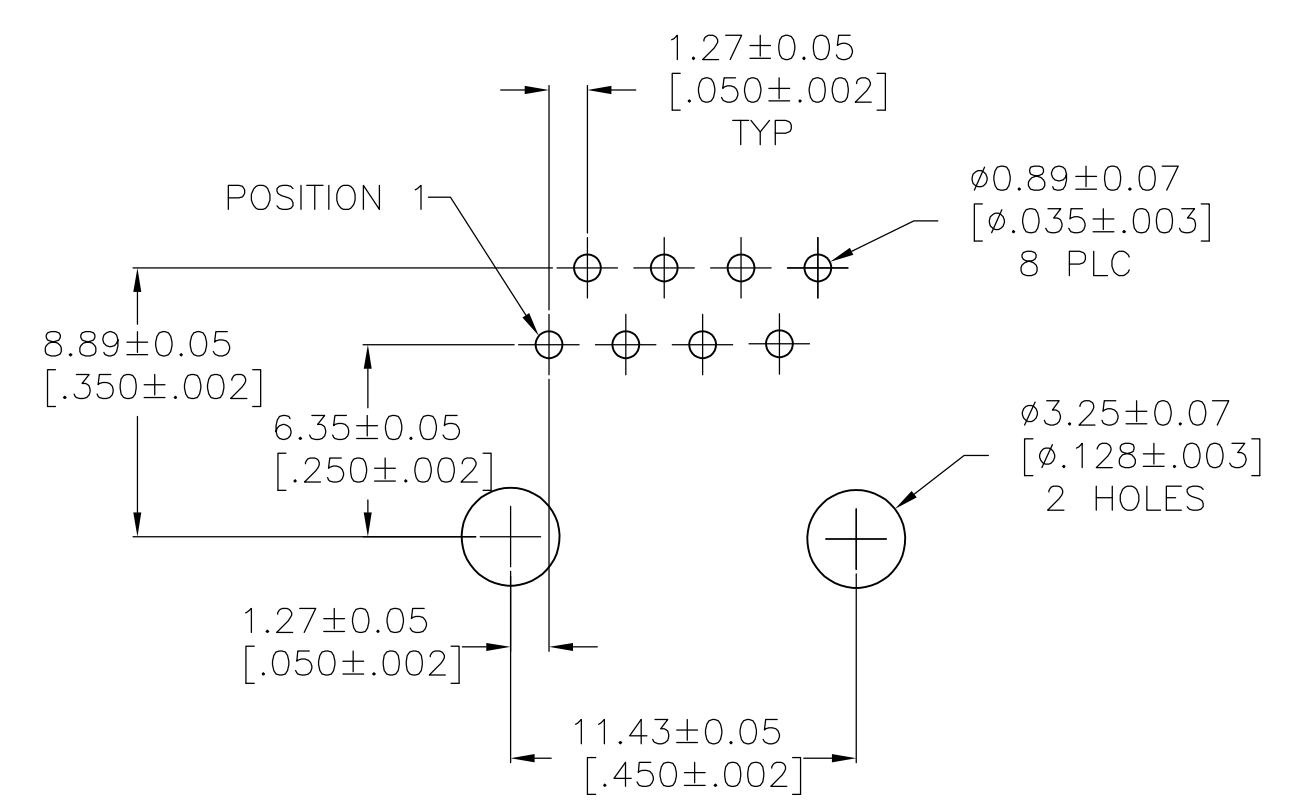 1.27±0.05
[.050±.002]
TYP
POSITION 1
ø0.89±0.07
[ø.035±.003]
8 PLC
8.89±0.05
[.350±.002]
6.35±0.05
[.250±.002]
ø3.25±0.07
[ø.128±.003]
2 HOLES
1.27±0.05
[.050±.002]
11.43±0.05
[.450±.002]